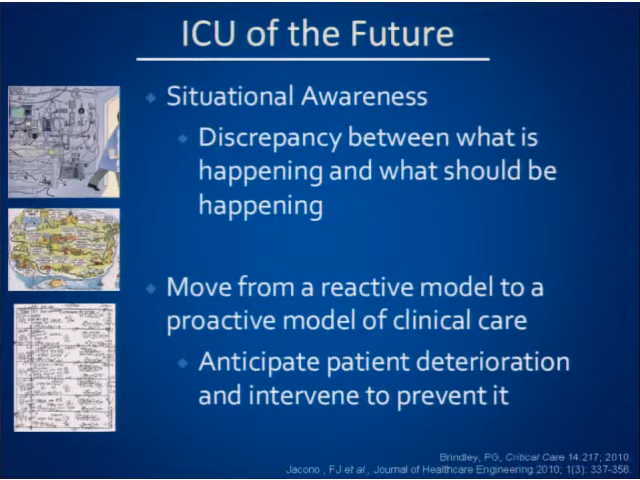 ICU of the Future
Situational Awareness
Discrepancy between what is
happening and what should be
happening
Move from a reactive model to a
proactive model of clinical care
Anticipate patient deterioration
and intervene to prevent it
Brindley, PG, Critical Care 14:217; 2010.
Jacono , FJ et al., Journal of Healthcare Engineering 2010; 1(3): 337-356.